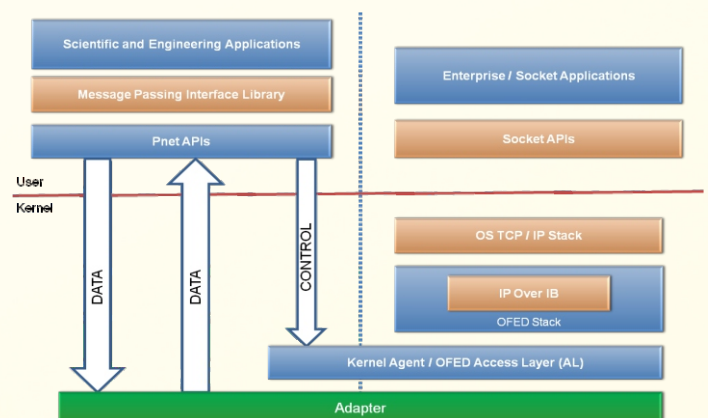 Scientific and Engineering Applications
Message Passing Interface Library
Pnet APIs
Enterprise / Socket Applications
Socket APIs
User
Kernel
DATA
DATA
CONTROL
OS TCP / IP Stack
IP Over IB
OFED Stack
Kernel Agent / OFED Access Layer (AL)
Adapter